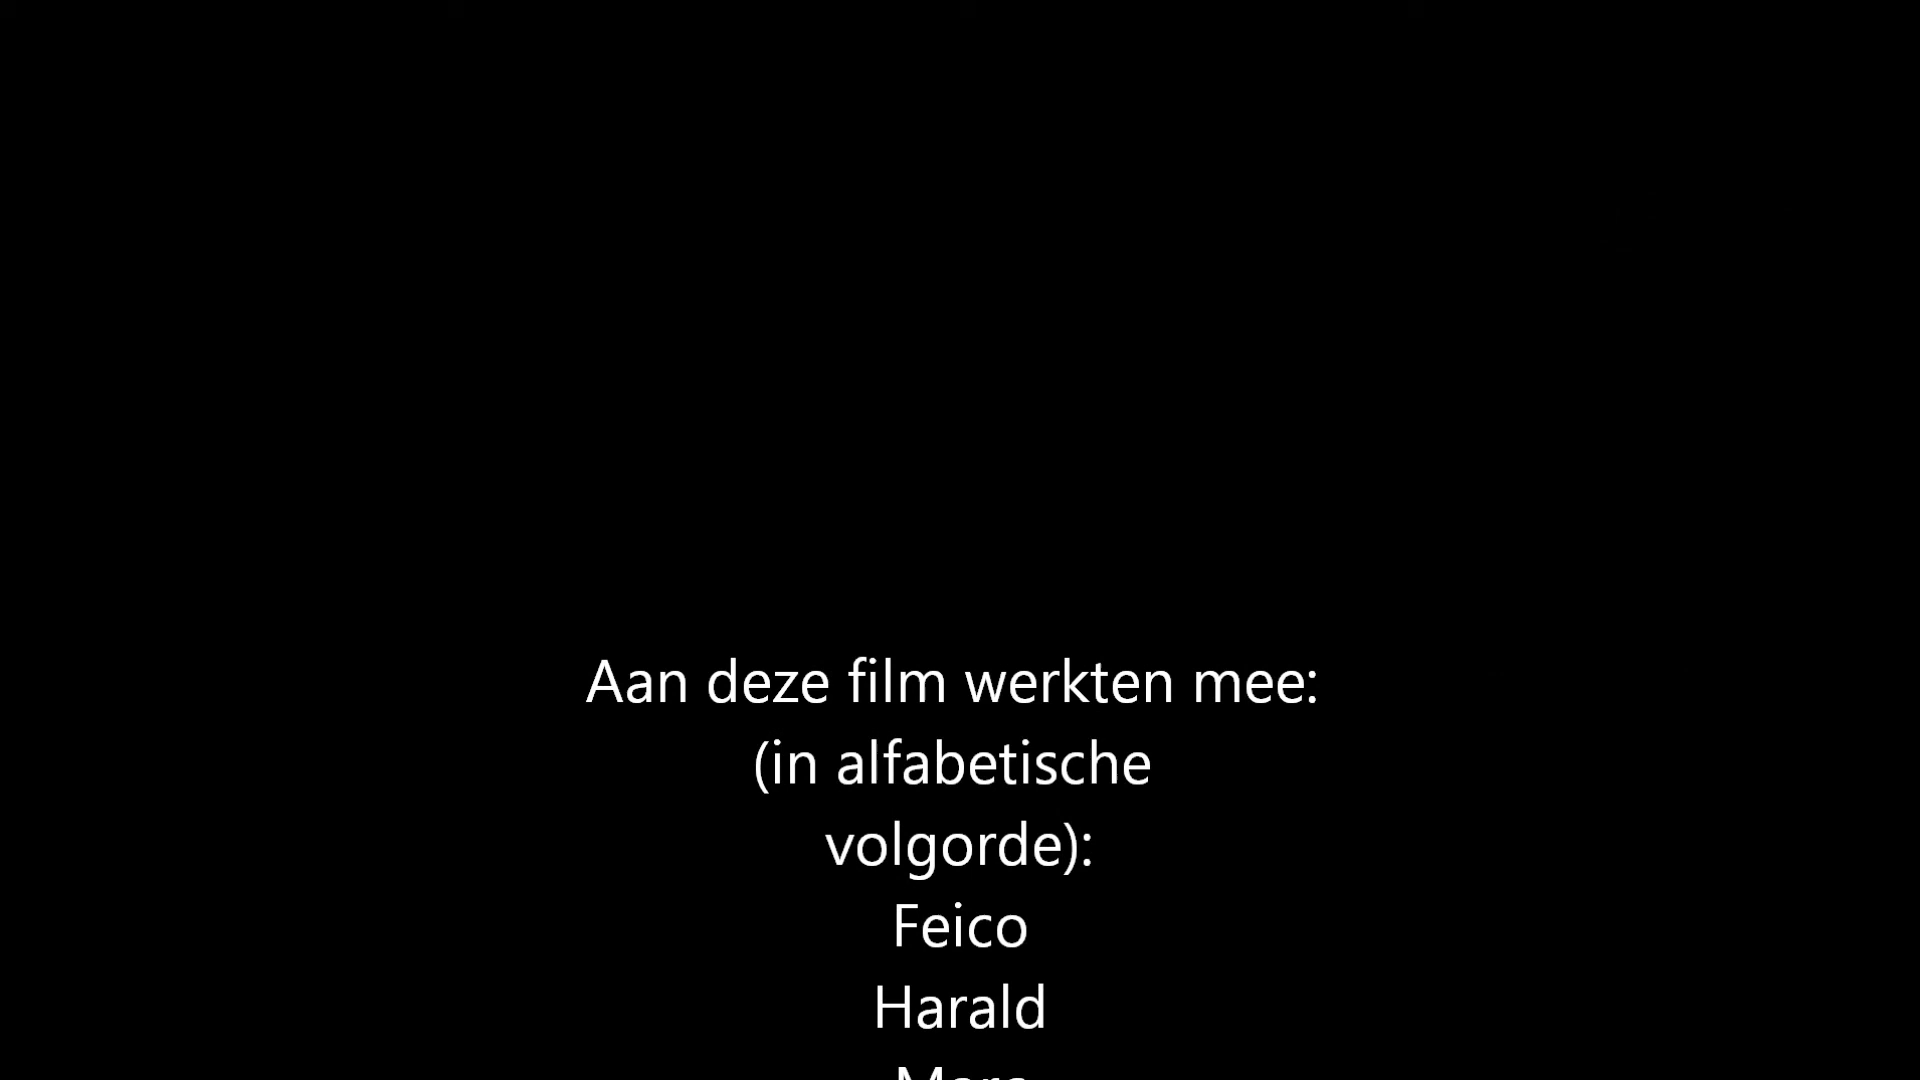 Aan deze film werkten mee:
(in alfabetische
volgorde):
Feico
Harald